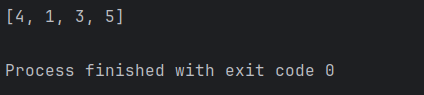 [4, 1, 3, 5]
Process finished with exit code 0